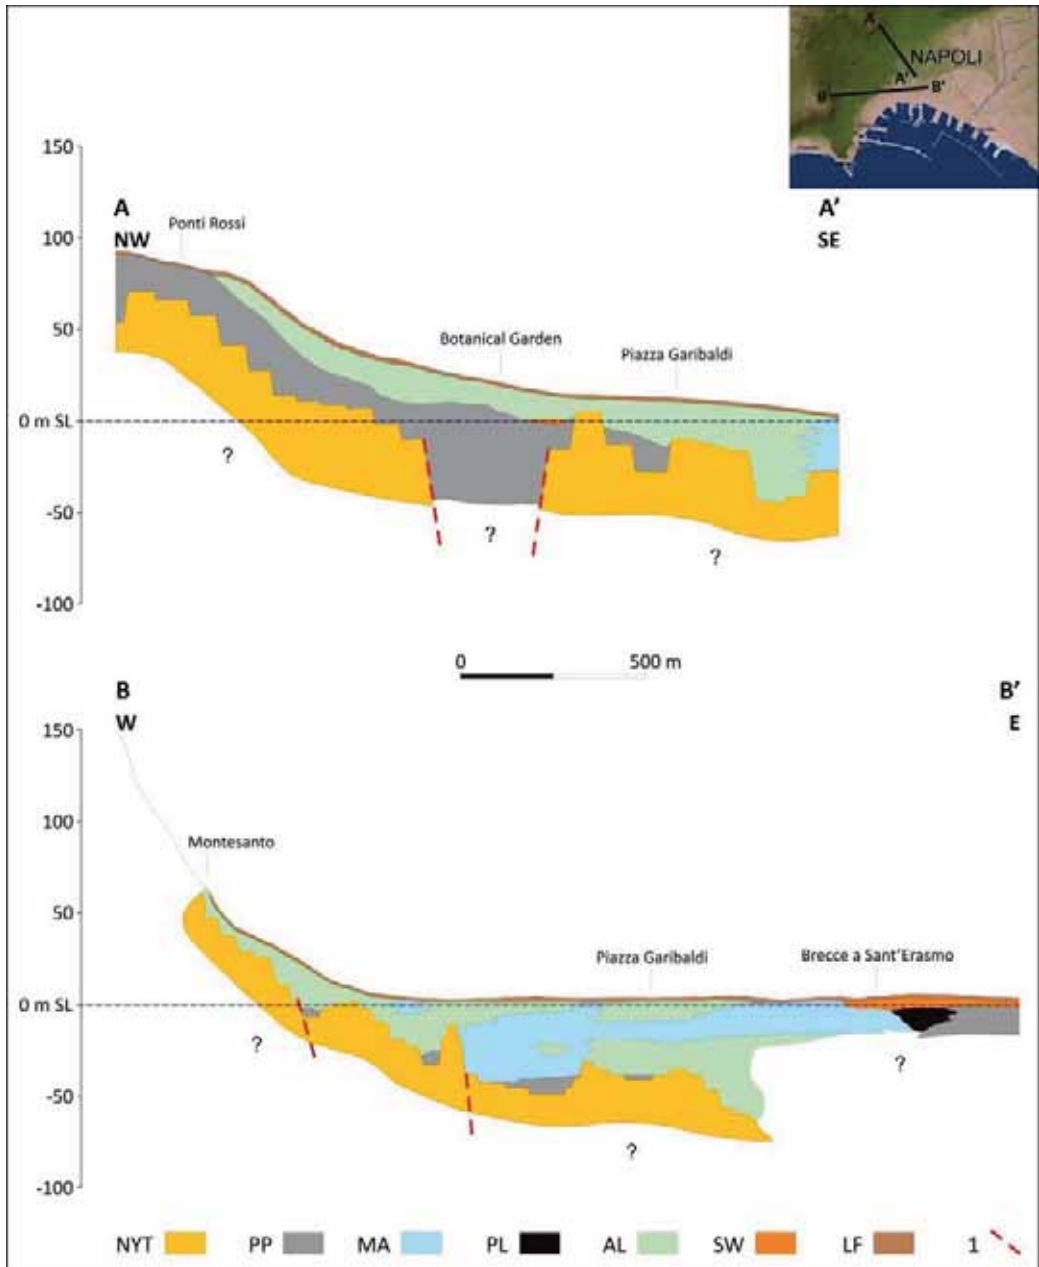 A
NAPOLI
A'
B'
B
150
A
A'
Ponti Rossi
100
NW
SE
50
Botanical Garden
Piazza Garibaldi
0 m SL
?
-50
?
?
-100
0
500 m
B
B'
W
E
150
100
Montesanto
50
Piazza Garibaldi
Brecce a Sant'Erasmo
0 m SL
?
?
-50
?
-100
NYT
PP
MA
PL
AL
SW
LF
1